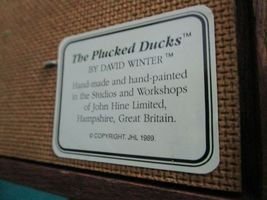 The Plucked Ducks™
BY DAVID WINTER™
Hand-made and hand-painted
in the Studios and Workshops
of John Hine Limited,
Hampshire, Great Britain.
© COPYRIGHT JHL 1989